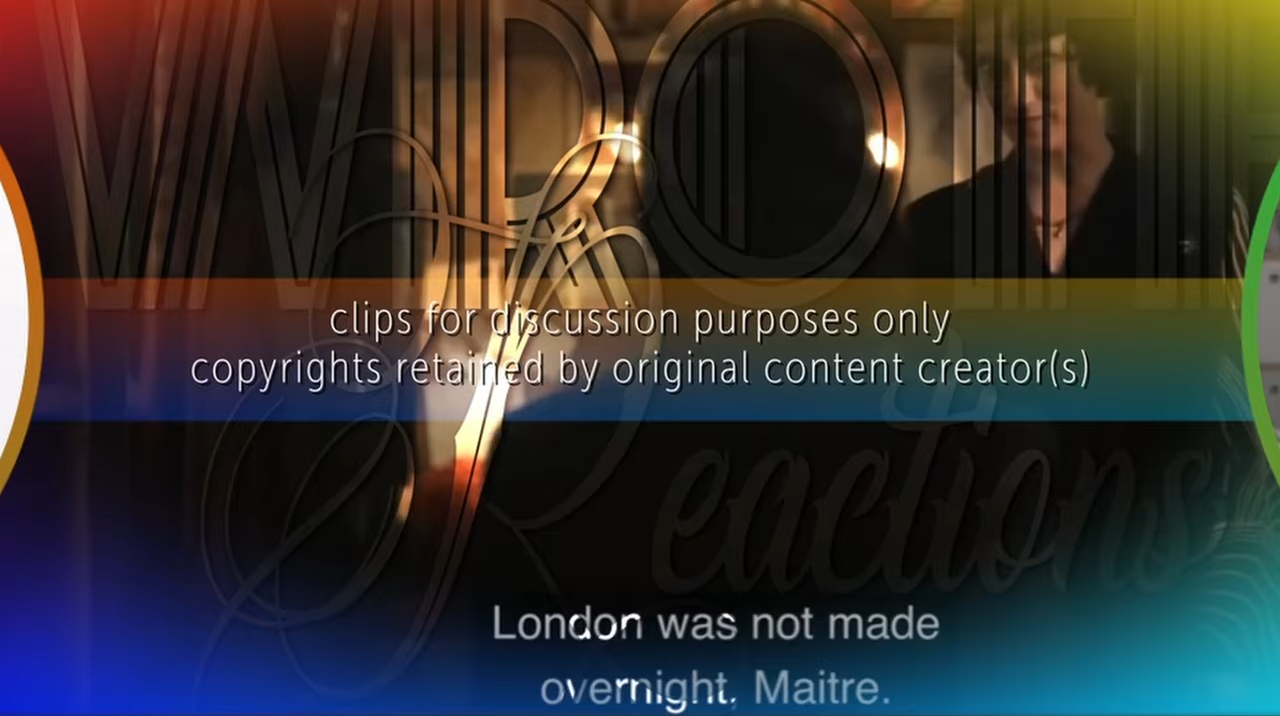 clips for discussion purposes only
copyrights retained by original content creator(s)
Reactions
London was not made
overnight, Maitre.